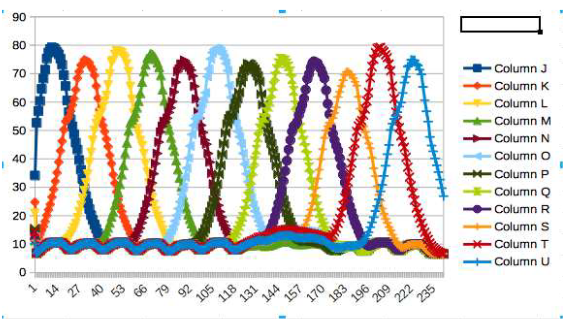 90
80
70
60
50
40
30
20
10
0
1 14 27 40 53 66 79 92 105 118 131 144 157 170 183 196 209 222 235
Column J
Column K
Column L
Column M
Column N
Column O
Column P
Column Q
Column R
Column S
Column T
Column U